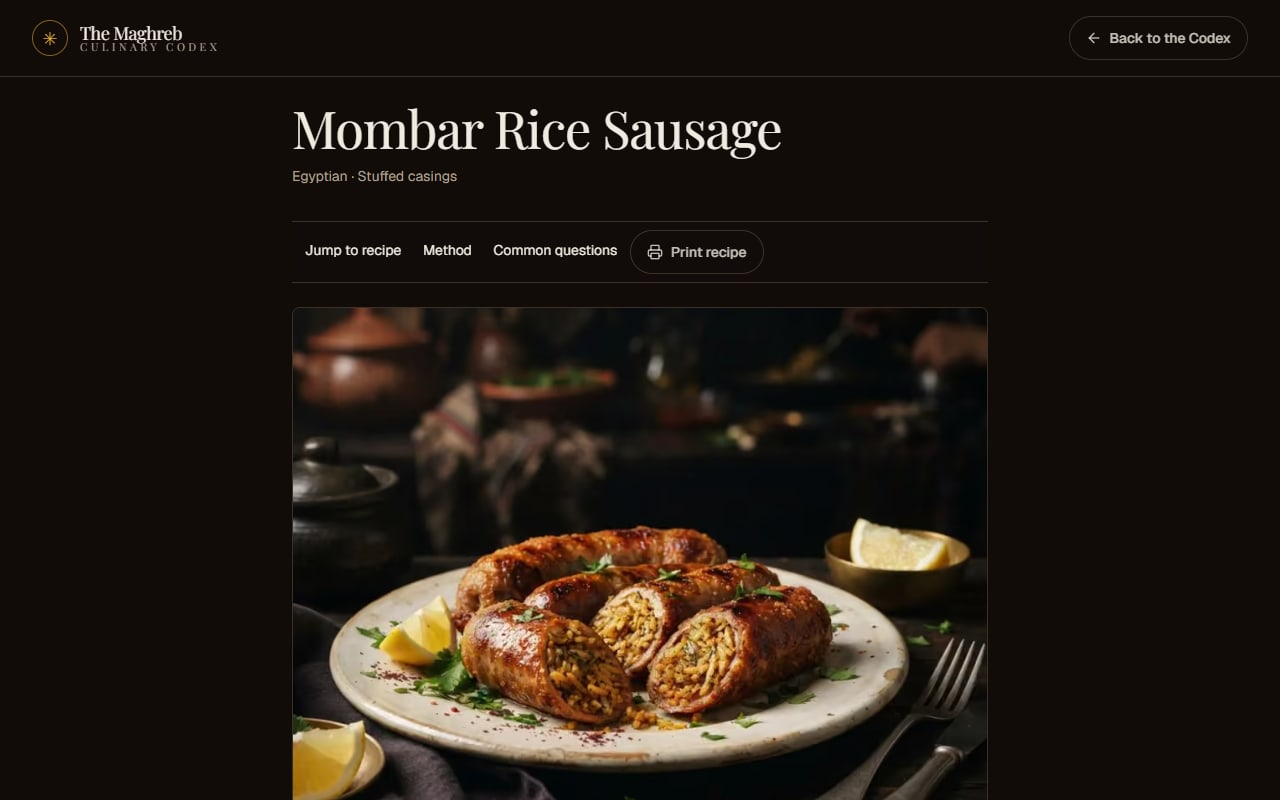 The Maghreb
CULINARY CODEX
Back to the Codex
Mombar Rice Sausage
Egyptian · Stuffed casings
Jump to recipe
Method
Common questions
Print recipe